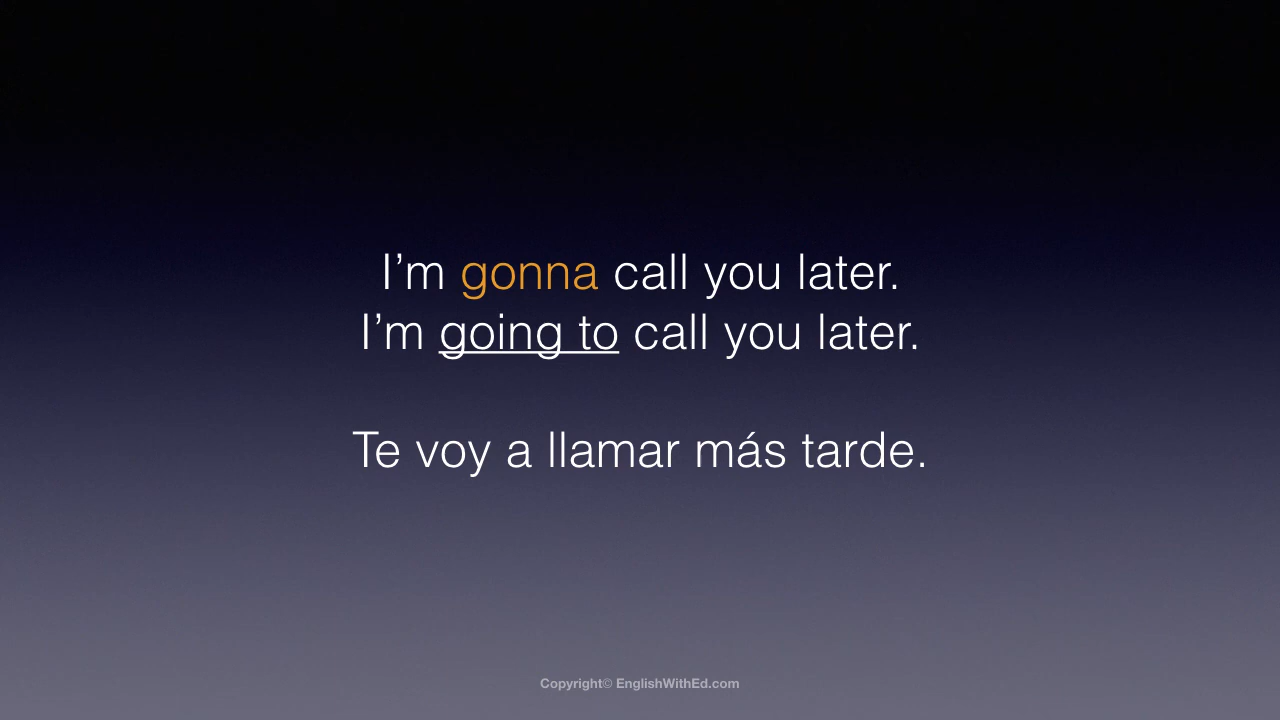 I’m gonna call you later.
I’m going to call you later.
Te voy a llamar más tarde.
Copyright© EnglishWithEd.com